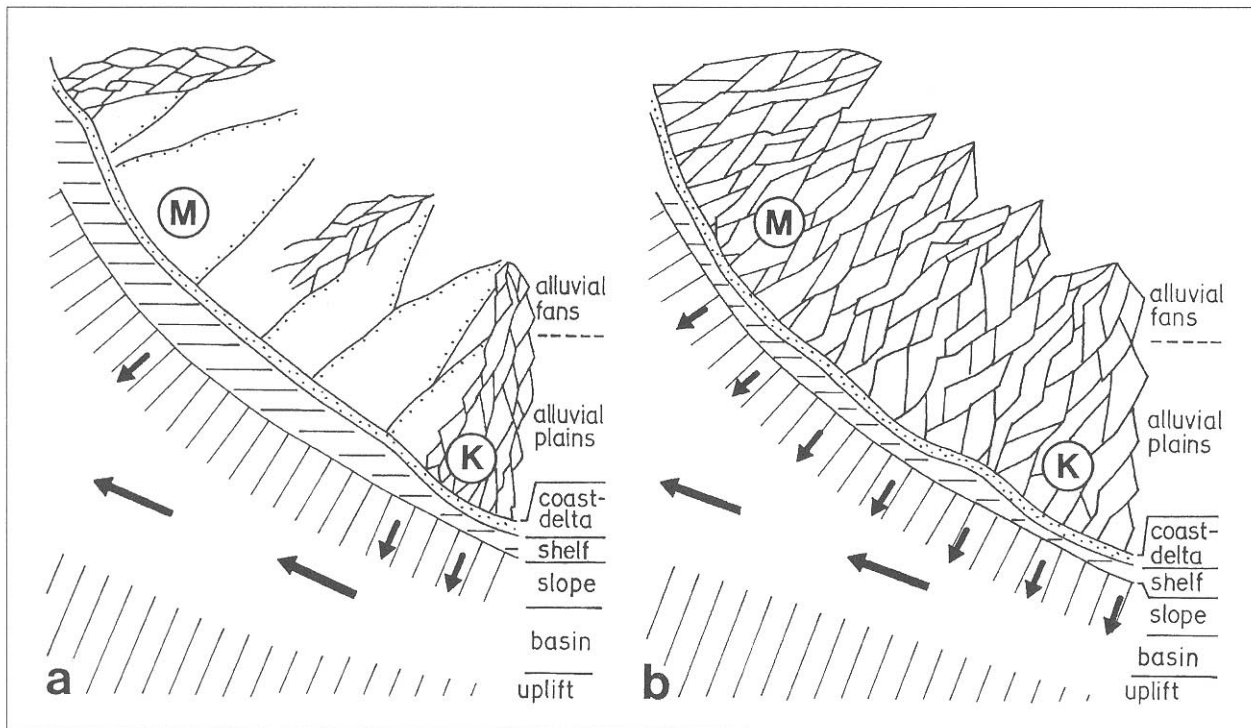 M
K
alluvial
fans
alluvial
plains
coast-
delta
shelf
slope
basin
uplift
a
M
K
alluvial
fans
alluvial
plains
coast-
delta
shelf
slope
basin
uplift
b